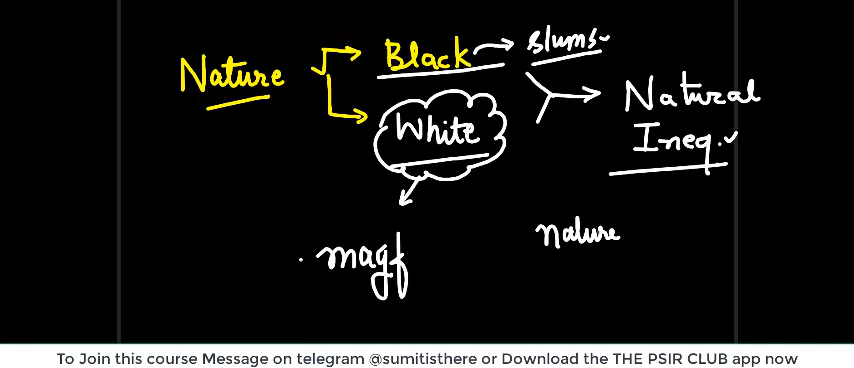 Nature Black Slums
White Natural
Ineq.
nature
magf
To Join this course Message on telegram @sumitisthere or Download the THE PSIR CLUB app now